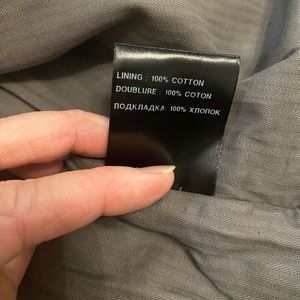 LINING : 100% COTTON
DOUBLURE : 100% COTON
ПОДКЛАДКА: 100% ХЛОПОК